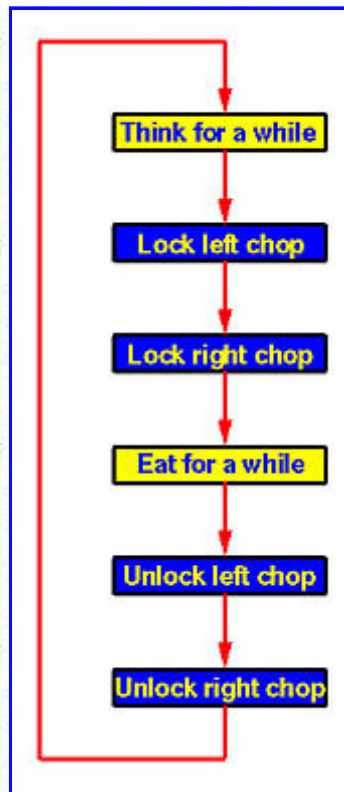 Think for a while
Lock left chop
Lock right chop
Eat for a while
Unlock left chop
Unlock right chop